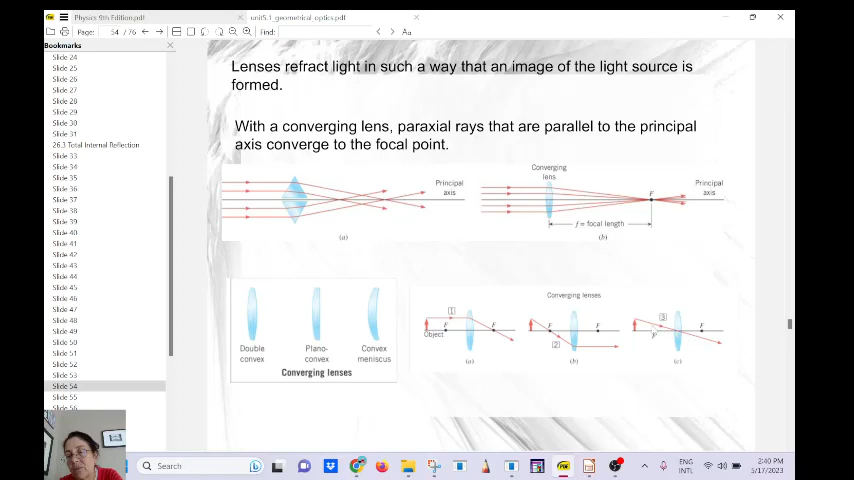 Physics 9th Edition.pdf
unit5.1_geometrical_optics.pdf
Page: 54 / 76
Find:
Bookmarks
Slide 24
Slide 25
Slide 26
Slide 27
Slide 28
Slide 29
Slide 30
Slide 31
26.3 Total Internal Reflection
Slide 33
Slide 34
Slide 35
Slide 36
Slide 37
Slide 38
Slide 39
Slide 40
Slide 41
Slide 42
Slide 43
Slide 44
Slide 45
Slide 46
Slide 47
Slide 48
Slide 49
Slide 50
Slide 51
Slide 52
Slide 53
Slide 54
Slide 55
Slide 56
Lenses refract light in such a way that an image of the light source is
formed.
With a converging lens, paraxial rays that are parallel to the principal
axis converge to the focal point.
Principal
axis
(a)
Converging
lens
F
Principal
axis
f = focal length
(b)
Double
convex
Plano-
convex
Convex
meniscus
Converging lenses
Converging lenses
1
F
F
Object
(a)
F
F
2
(b)
3
F
F
(c)
Search
ENG
INTL
2:40 PM
5/17/2023